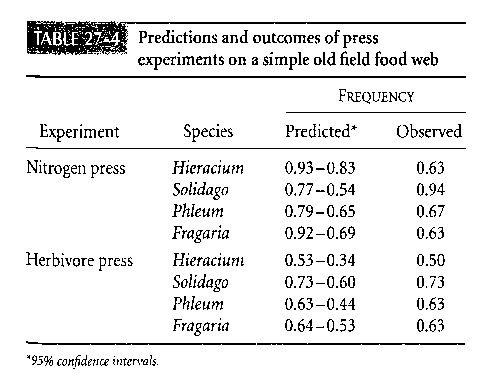 TABLE 27-4 Predictions and outcomes of press
experiments on a simple old field food web
FREQUENCY
Experiment Species Predicted* Observed
Nitrogen press Hieracium 0.93–0.83 0.63
Solidago 0.77–0.54 0.94
Phleum 0.79–0.65 0.67
Fragaria 0.92–0.69 0.63
Herbivore press Hieracium 0.53–0.34 0.50
Solidago 0.73–0.60 0.73
Phleum 0.63–0.44 0.63
Fragaria 0.64–0.53 0.63
*95% confidence intervals.